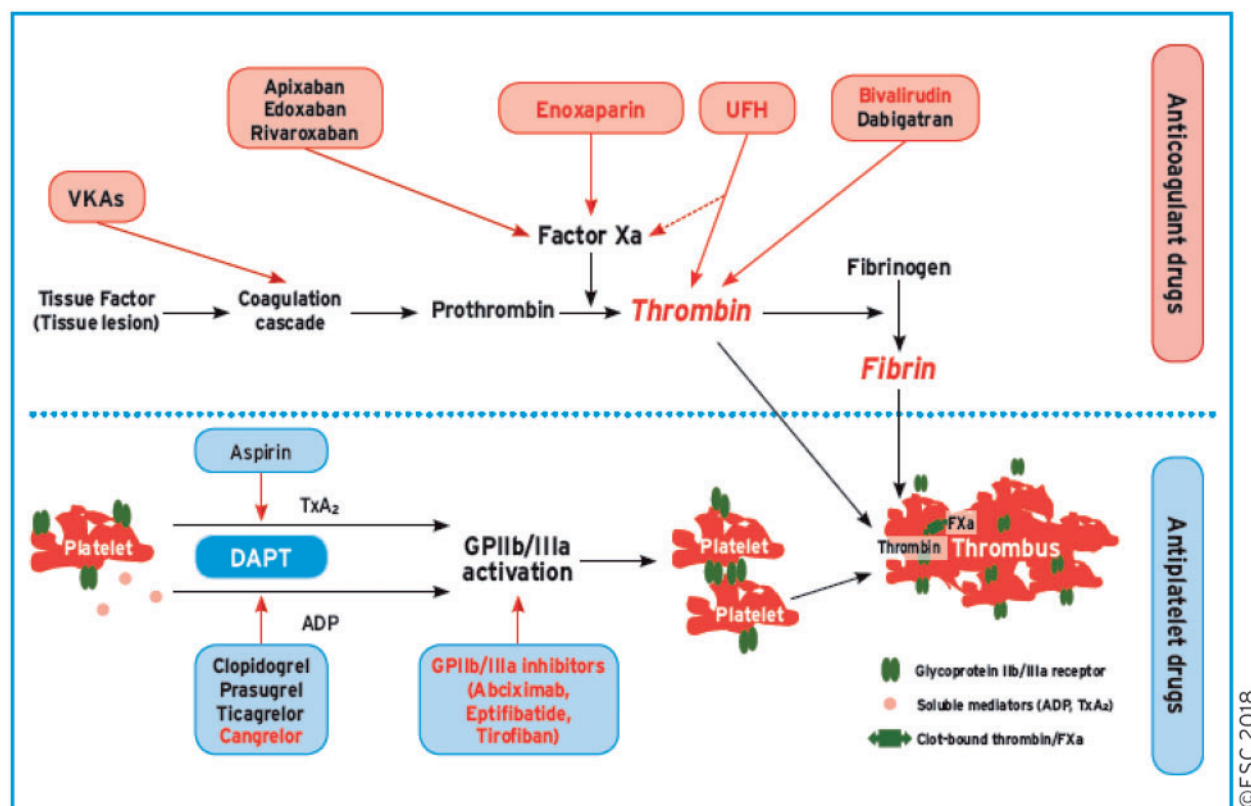 Apixaban
Edoxaban
Rivaroxaban
Enoxaparin
UFH
Bivalirudin
Dabigatran
Anticoagulant drugs
VKAs
Factor Xa
Fibrinogen
Tissue Factor
(Tissue lesion)
Coagulation
cascade
Prothrombin
Thrombin
Fibrin
Aspirin
TxA₂
Platelet
DAPT
GPIIb/IIIa
activation
ADP
Platelet
Platelet
FXa
Thrombin
Thrombus
Antiplatelet drugs
Clopidogrel
Prasugrel
Ticagrelor
Cangrelor
GPIIb/IIIa inhibitors
(Abciximab,
Eptifibatide,
Tirofiban)
Glycoprotein IIb/IIIa receptor
Soluble mediators (ADP, TxA₂)
Clot-bound thrombin/FXa
©ESC 2018